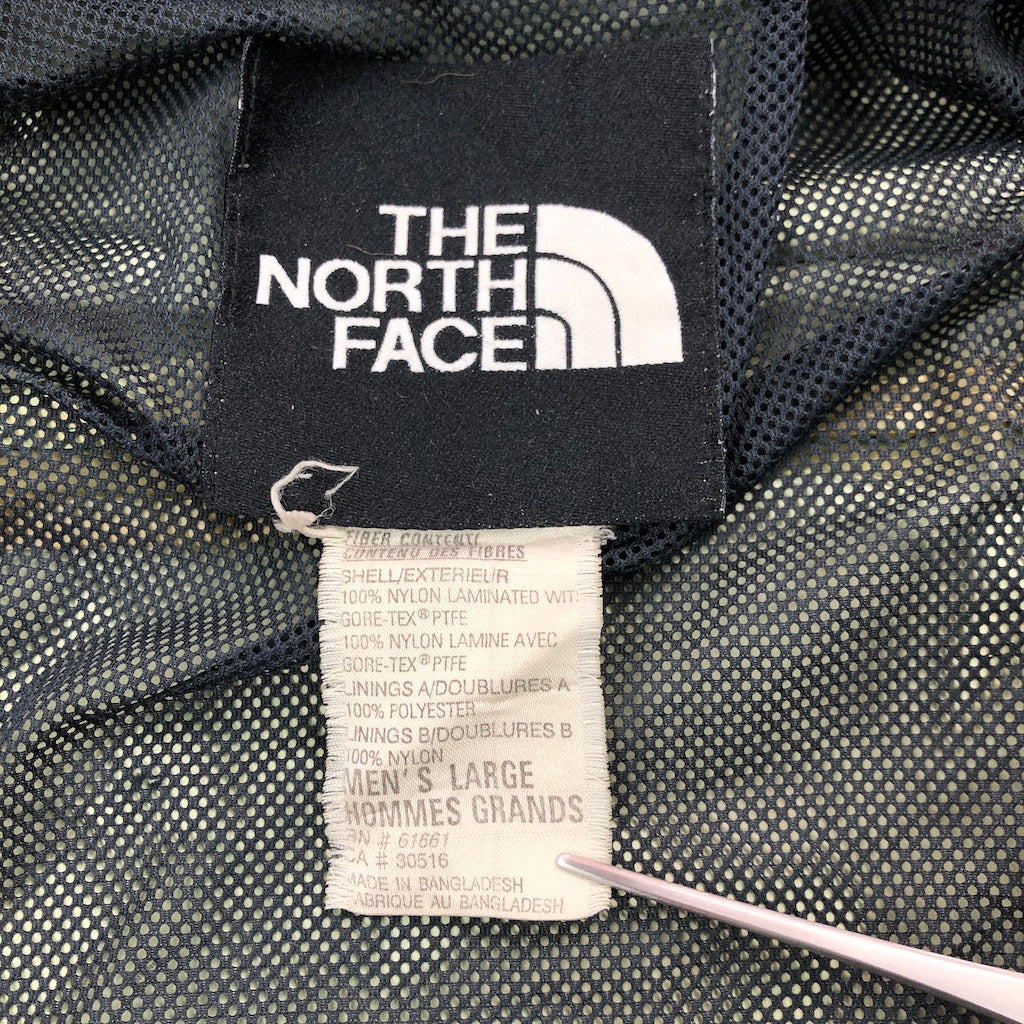 THE
NORTH
FACE
FIBER CONTENT/
CONTENU DES FIBRES
SHELL/EXTERIEUR
100% NYLON LAMINATED WITH
GORE-TEX® PTFE
100% NYLON LAMINE AVEC
GORE-TEX® PTFE
LININGS A/DOUBLURES A
100% POLYESTER
LININGS B/DOUBLURES B
100% NYLON
MEN'S LARGE
HOMMES GRANDS
RN # 61661
CA # 30516
MADE IN BANGLADESH
FABRIQUE AU BANGLADESH